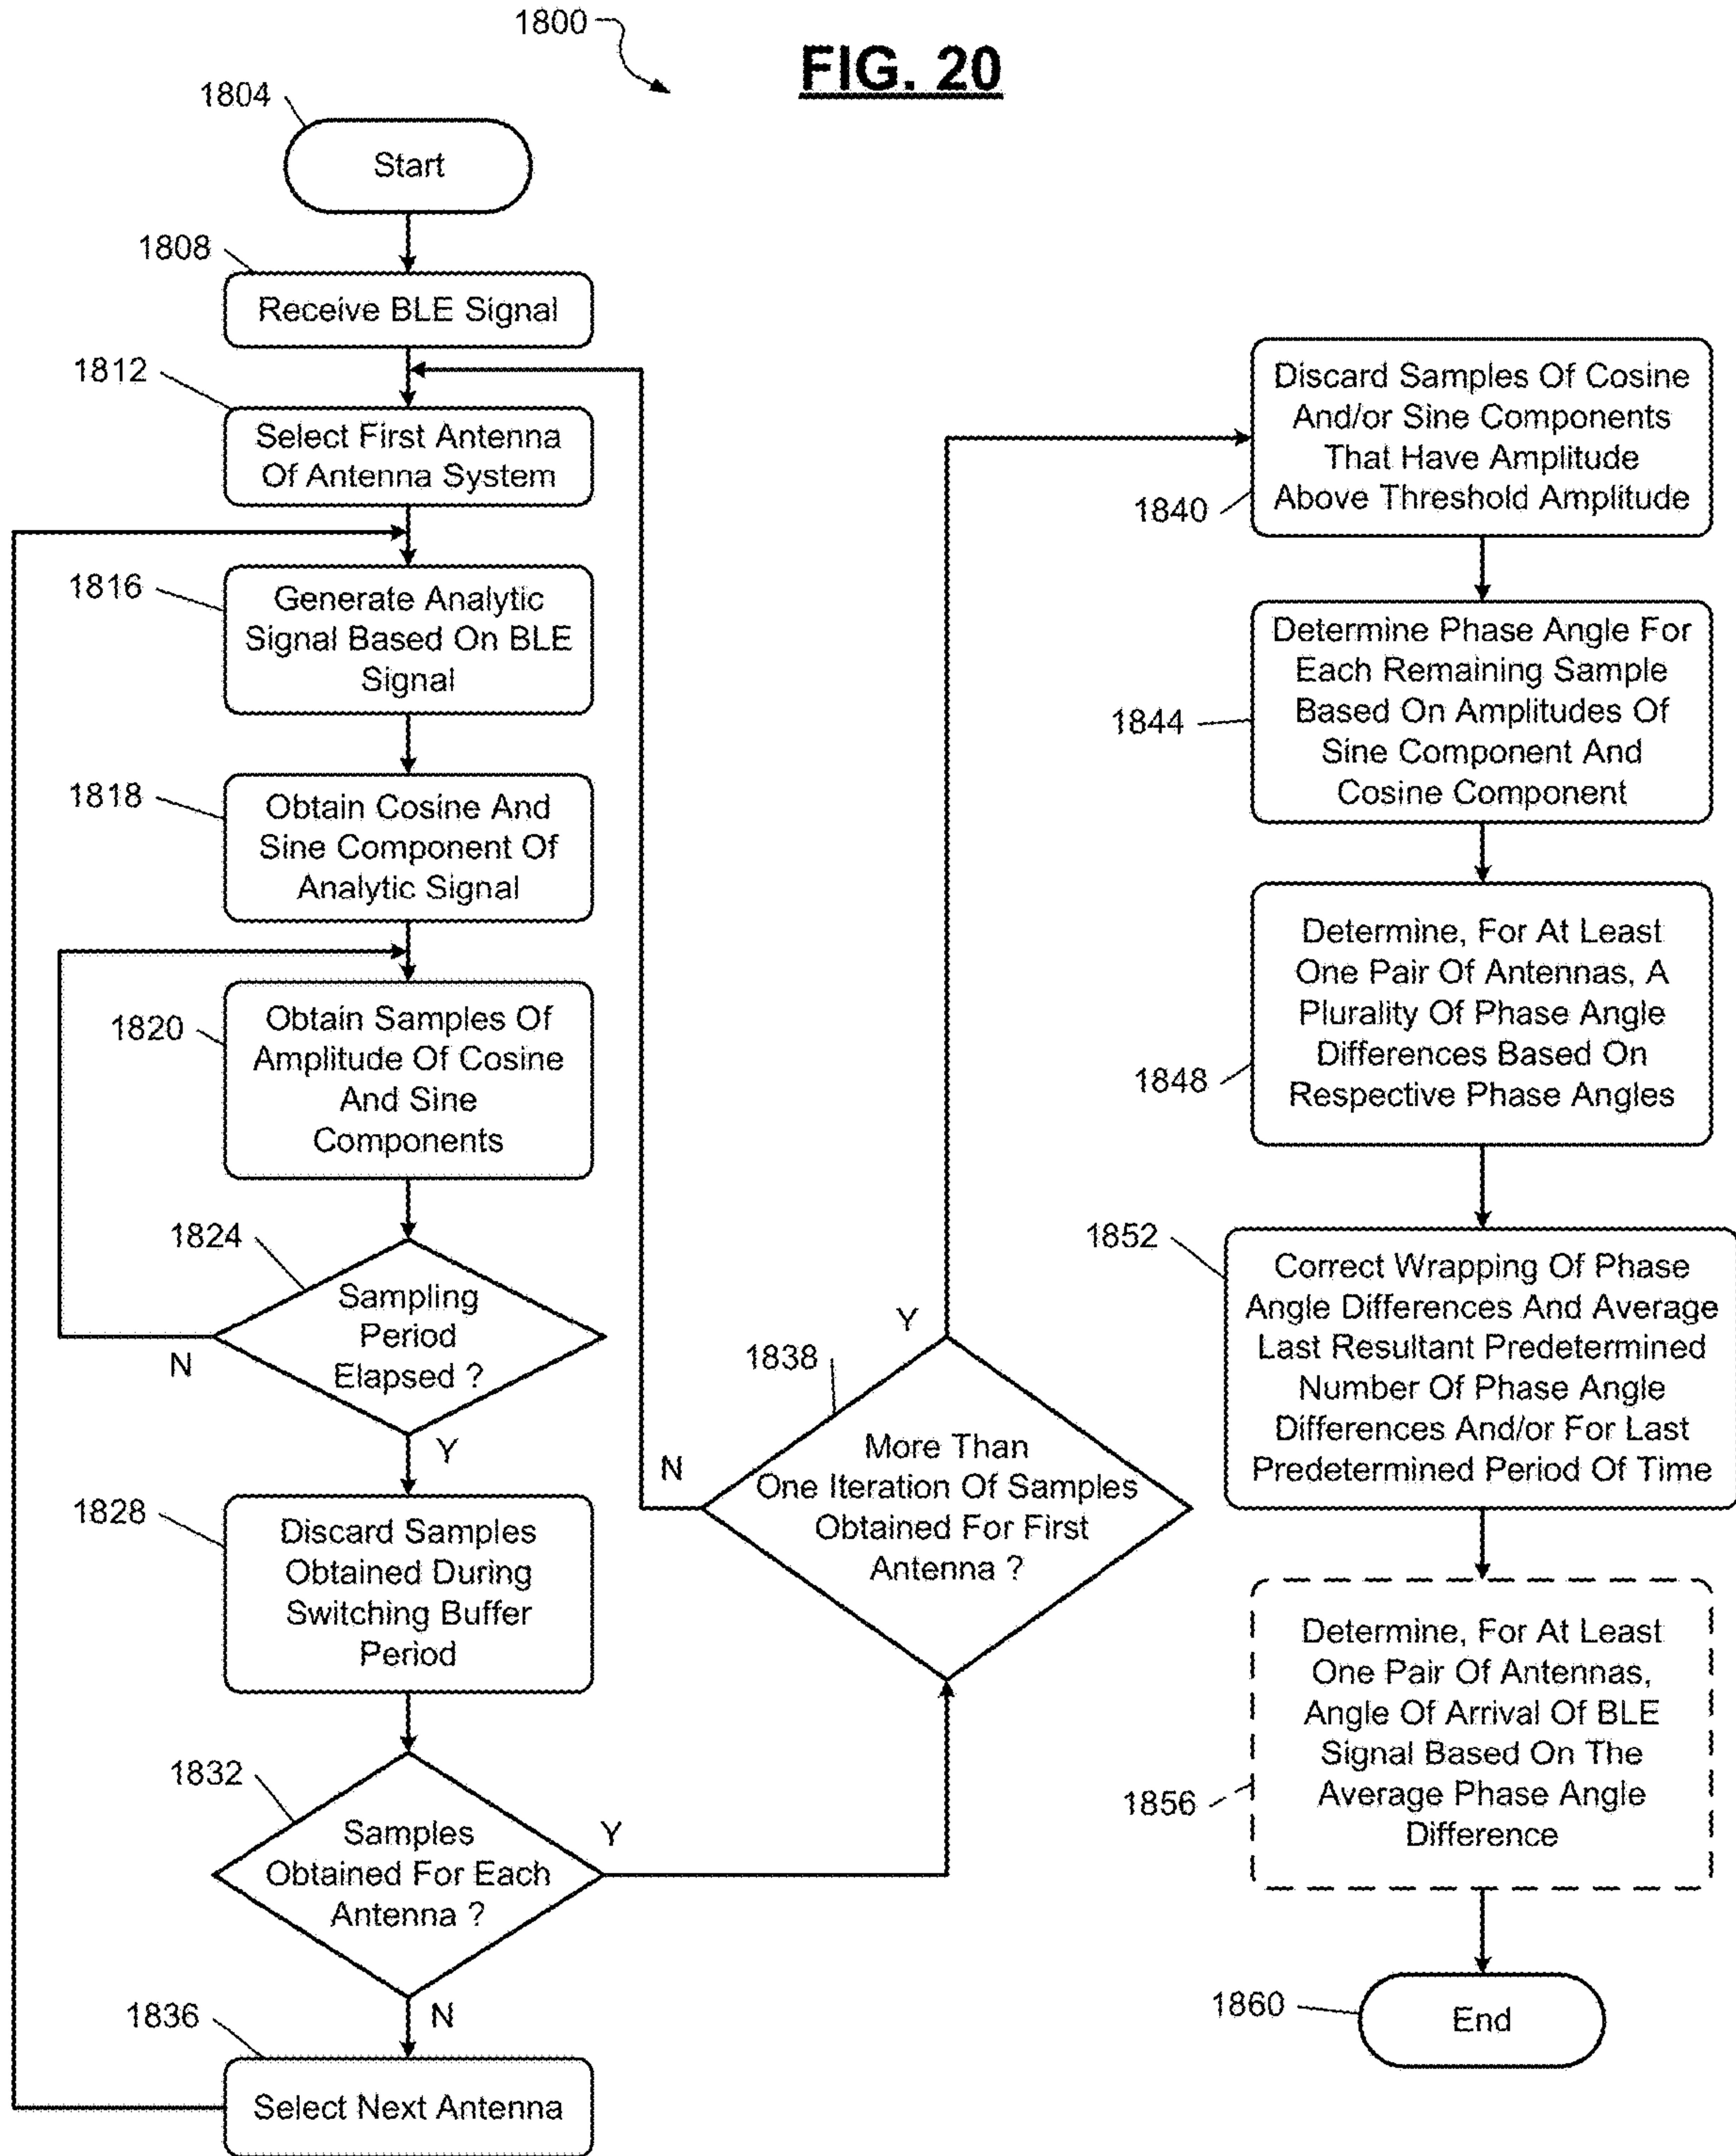 1800
FIG. 20
1804
Start
1808
Receive BLE Signal
1812
Select First Antenna
Of Antenna System
1816
Generate Analytic
Signal Based On BLE
Signal
1818
Obtain Cosine And
Sine Component Of
Analytic Signal
1820
Obtain Samples Of
Amplitude Of Cosine
And Sine
Components
1824
Sampling
Period
Elapsed ?
N
Y
1828
Discard Samples
Obtained During
Switching Buffer
Period
1832
Samples
Obtained For Each
Antenna ?
Y
N
1836
Select Next Antenna
1838
More Than
One Iteration Of Samples
Obtained For First
Antenna ?
N
Y
Discard Samples Of Cosine
And/or Sine Components
That Have Amplitude
Above Threshold Amplitude
1840
Determine Phase Angle For
Each Remaining Sample
Based On Amplitudes Of
Sine Component And
Cosine Component
1844
Determine, For At Least
One Pair Of Antennas, A
Plurality Of Phase Angle
Differences Based On
Respective Phase Angles
1848
1852
Correct Wrapping Of Phase
Angle Differences And Average
Last Resultant Predetermined
Number Of Phase Angle
Differences And/or For Last
Predetermined Period Of Time
Determine, For At Least
One Pair Of Antennas,
Angle Of Arrival Of BLE
Signal Based On The
Average Phase Angle
Difference
1856
1860
End